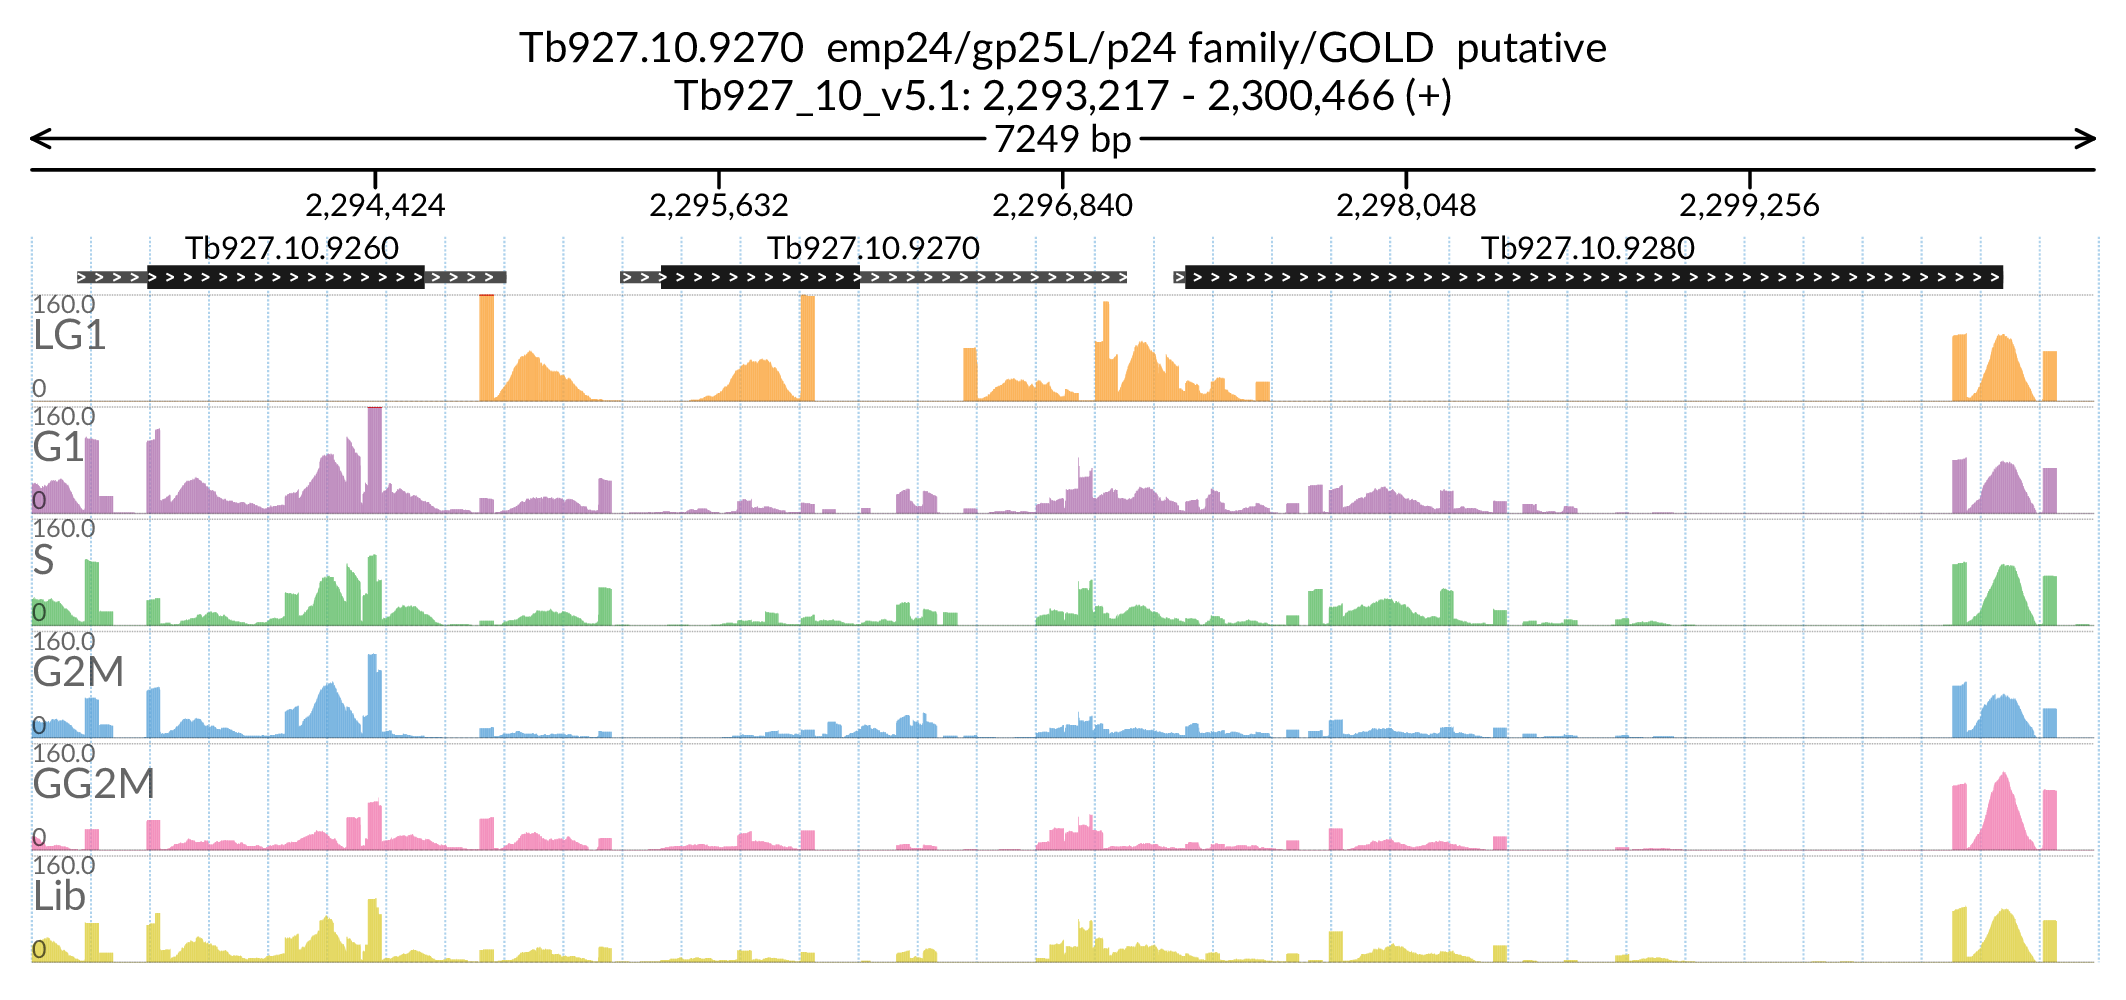 Tb927.10.9270  emp24/gp25L/p24 family/GOLD  putative
Tb927_10_v5.1: 2,293,217 - 2,300,466 (+)
7249 bp
2,294,424 2,295,632 2,296,840 2,298,048 2,299,256
Tb927.10.9260 Tb927.10.9270 Tb927.10.9280
160.0
LG1
0
160.0
G1
0
160.0
S
0
160.0
G2M
0
160.0
GG2M
0
160.0
Lib
0